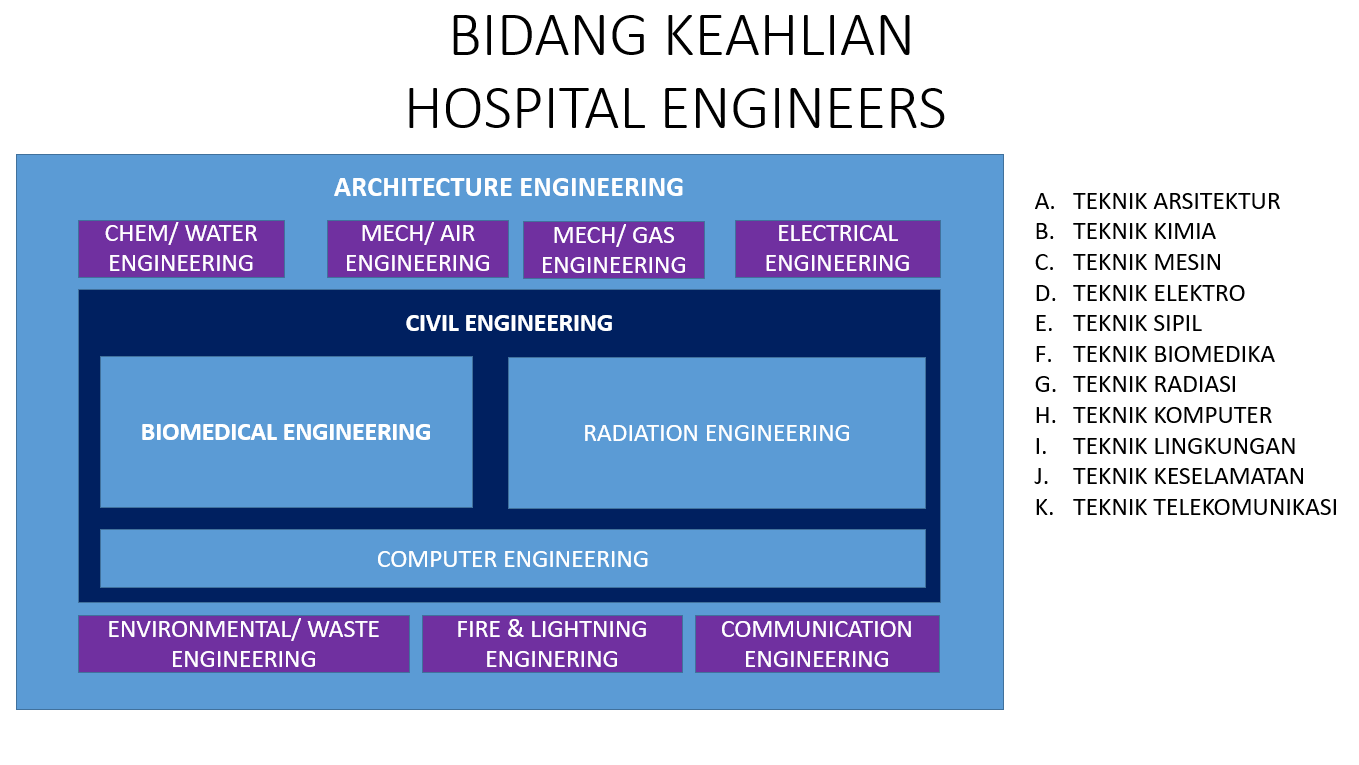 BIDANG KEAHLIAN
HOSPITAL ENGINEERS
ARCHITECTURE ENGINEERING
CHEM/ WATER
ENGINEERING
MECH/ AIR
ENGINEERING
MECH/ GAS
ENGINEERING
ELECTRICAL
ENGINEERING
CIVIL ENGINEERING
BIOMEDICAL ENGINEERING
RADIATION ENGINEERING
COMPUTER ENGINEERING
ENVIRONMENTAL/ WASTE
ENGINEERING
FIRE & LIGHTNING
ENGINERING
COMMUNICATION
ENGINEERING
A. TEKNIK ARSITEKTUR
B. TEKNIK KIMIA
C. TEKNIK MESIN
D. TEKNIK ELEKTRO
E. TEKNIK SIPIL
F. TEKNIK BIOMEDIKA
G. TEKNIK RADIASI
H. TEKNIK KOMPUTER
I. TEKNIK LINGKUNGAN
J. TEKNIK KESELAMATAN
K. TEKNIK TELEKOMUNIKASI